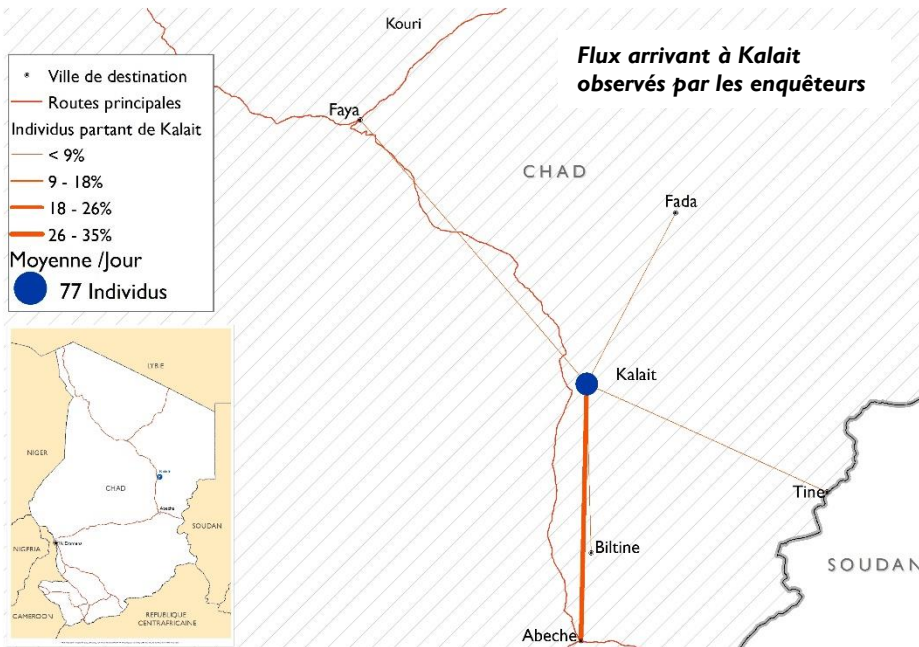 Kouri
Flux arrivant à Kalait
observés par les enquêteurs
Ville de destination
Routes principales
Individus partant de Kalait
< 9%
9 - 18%
18 - 26%
26 - 35%
Moyenne /Jour
77 Individus
Faya
CHAD
Fada
Kalait
Tine
Biltine
SOUDAN
Abeche
LYBIE
NIGER
CHAD
Abeche
SOUDAN
NIGERIA
CAMEROON
REPUBLIQUE
CENTRAFRICAINE